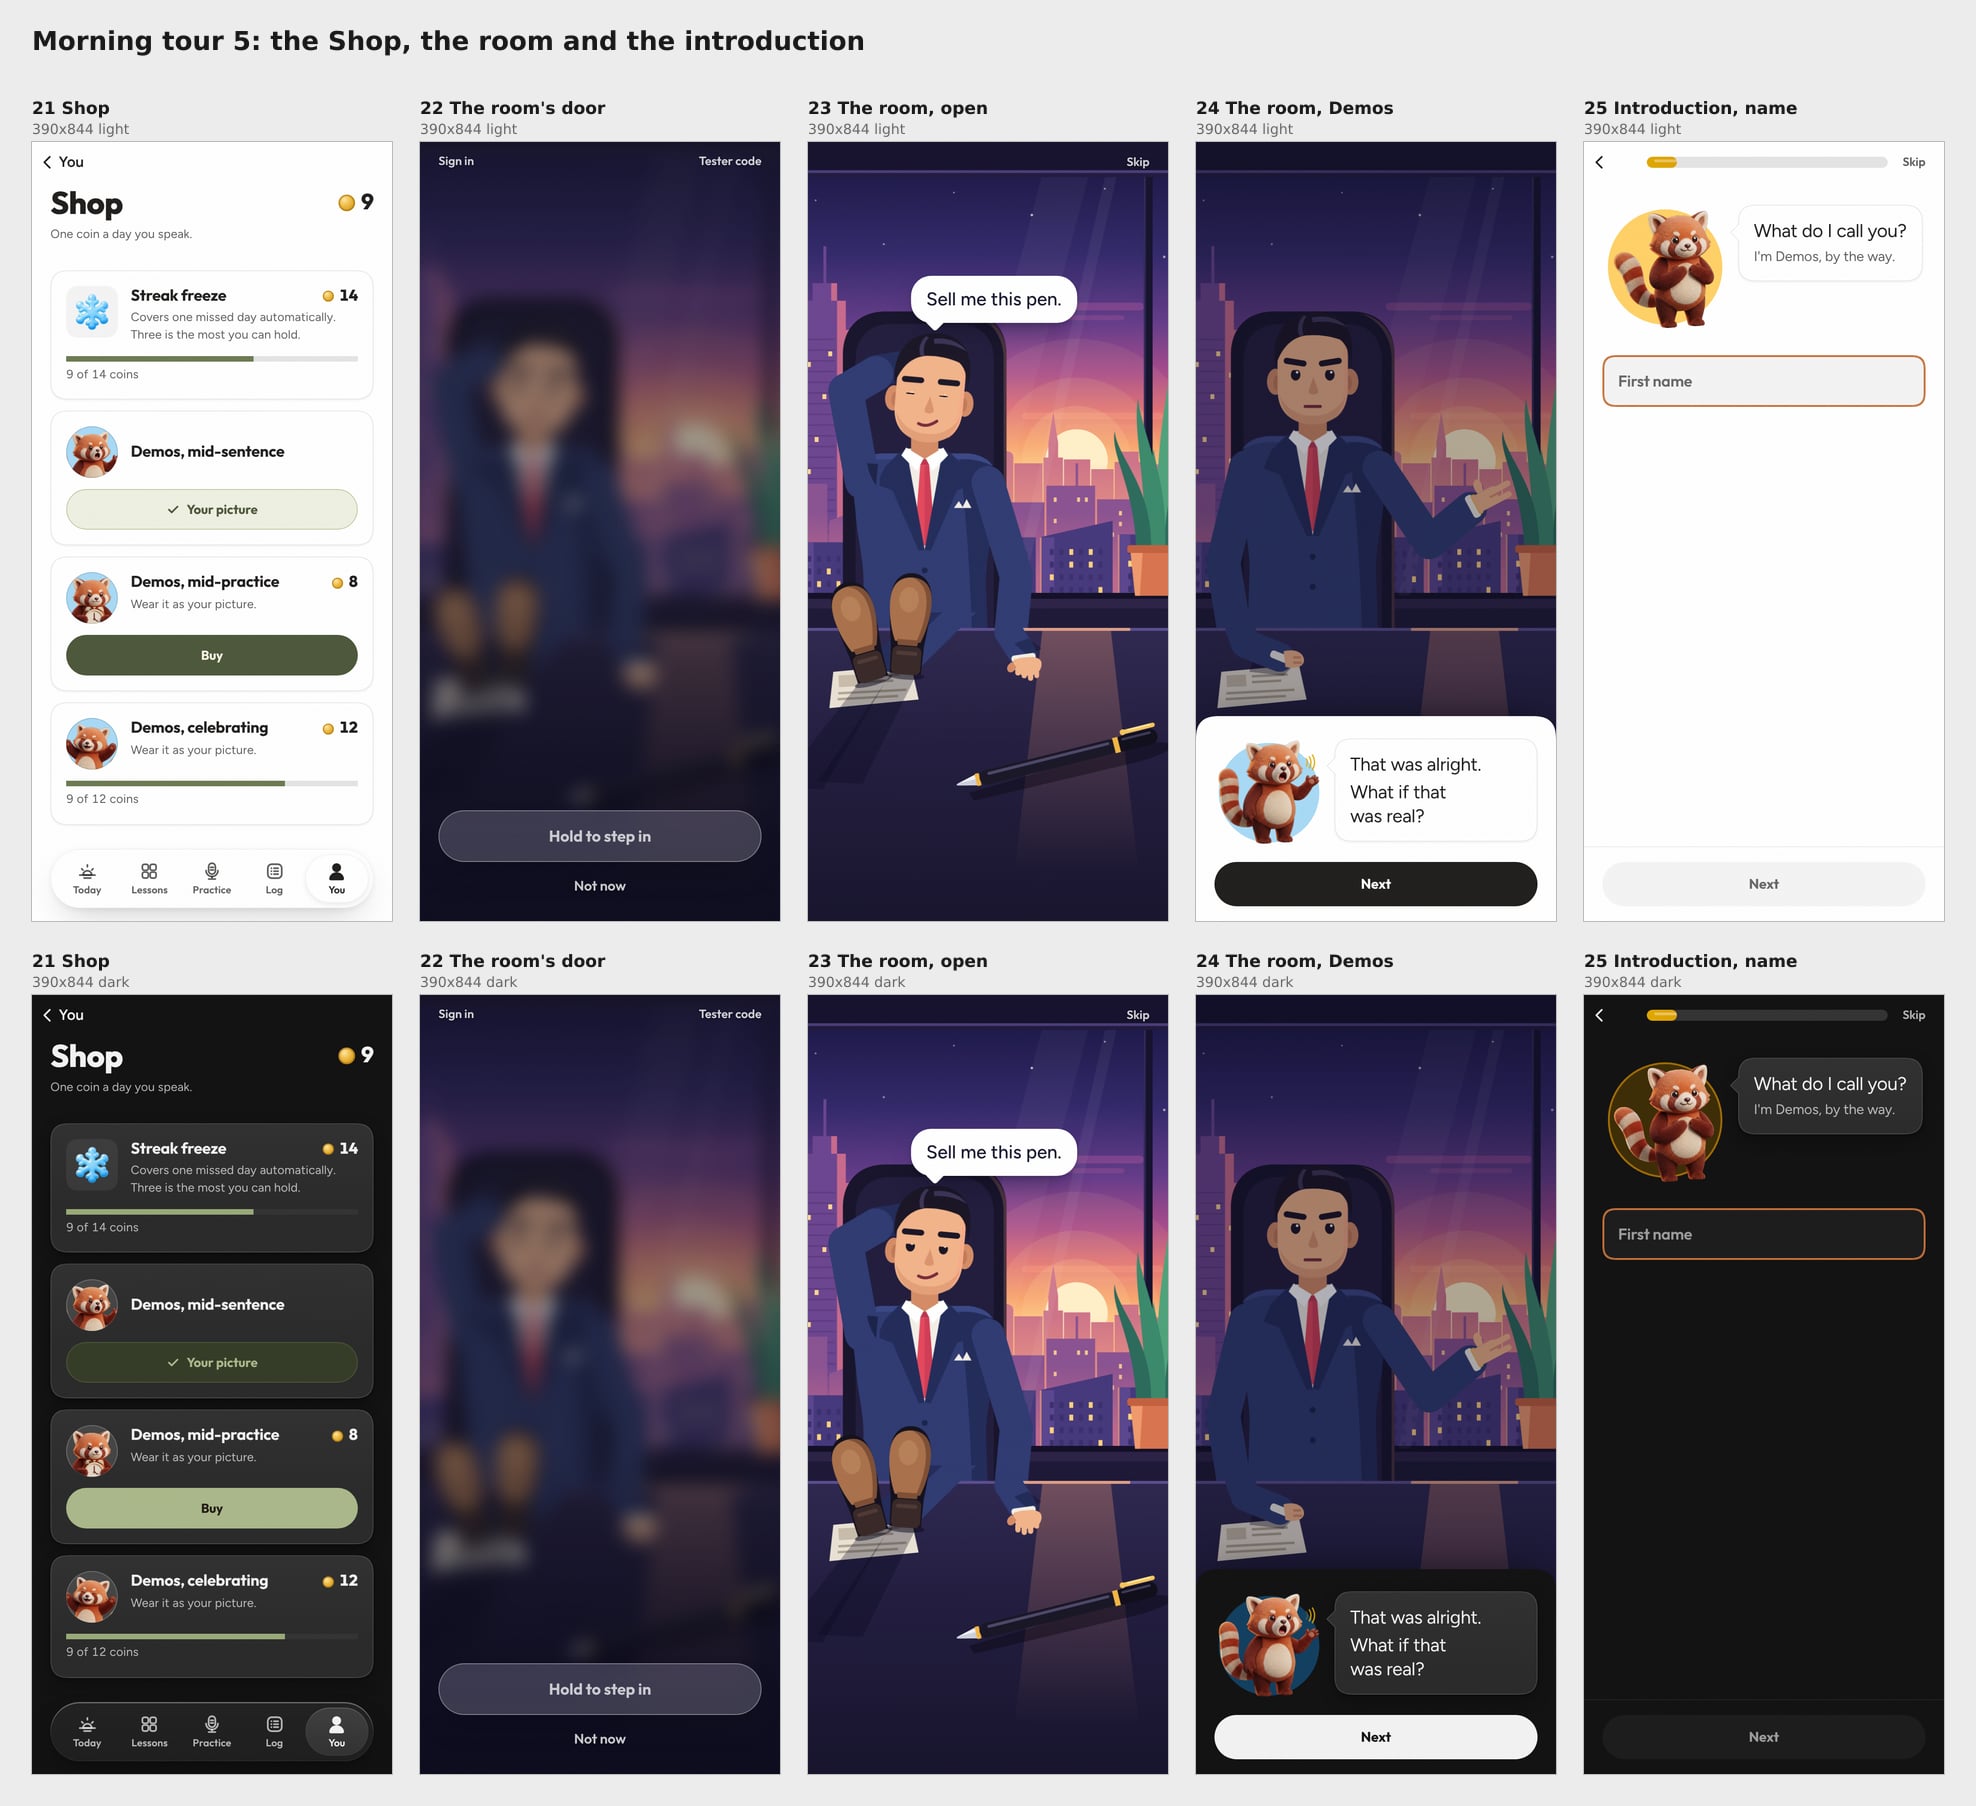 Morning tour 5: the Shop, the room and the introduction
21 Shop
390x844 light
You
Shop
9
One coin a day you speak.
Streak freeze
14
Covers one missed day automatically.
Three is the most you can hold.
9 of 14 coins
Demos, mid-sentence
Your picture
Demos, mid-practice
8
Wear it as your picture.
Buy
Demos, celebrating
12
Wear it as your picture.
9 of 12 coins
Today
Lessons
Practice
Log
You
22 The room's door
390x844 light
Sign in
Tester code
Hold to step in
Not now
23 The room, open
390x844 light
Skip
Sell me this pen.
24 The room, Demos
390x844 light
That was alright.
What if that
was real?
Next
25 Introduction, name
390x844 light
Skip
What do I call you?
I'm Demos, by the way.
First name
Next
21 Shop
390x844 dark
You
Shop
9
One coin a day you speak.
Streak freeze
14
Covers one missed day automatically.
Three is the most you can hold.
9 of 14 coins
Demos, mid-sentence
Your picture
Demos, mid-practice
8
Wear it as your picture.
Buy
Demos, celebrating
12
Wear it as your picture.
9 of 12 coins
Today
Lessons
Practice
Log
You
22 The room's door
390x844 dark
Sign in
Tester code
Hold to step in
Not now
23 The room, open
390x844 dark
Skip
Sell me this pen.
24 The room, Demos
390x844 dark
That was alright.
What if that
was real?
Next
25 Introduction, name
390x844 dark
Skip
What do I call you?
I'm Demos, by the way.
First name
Next